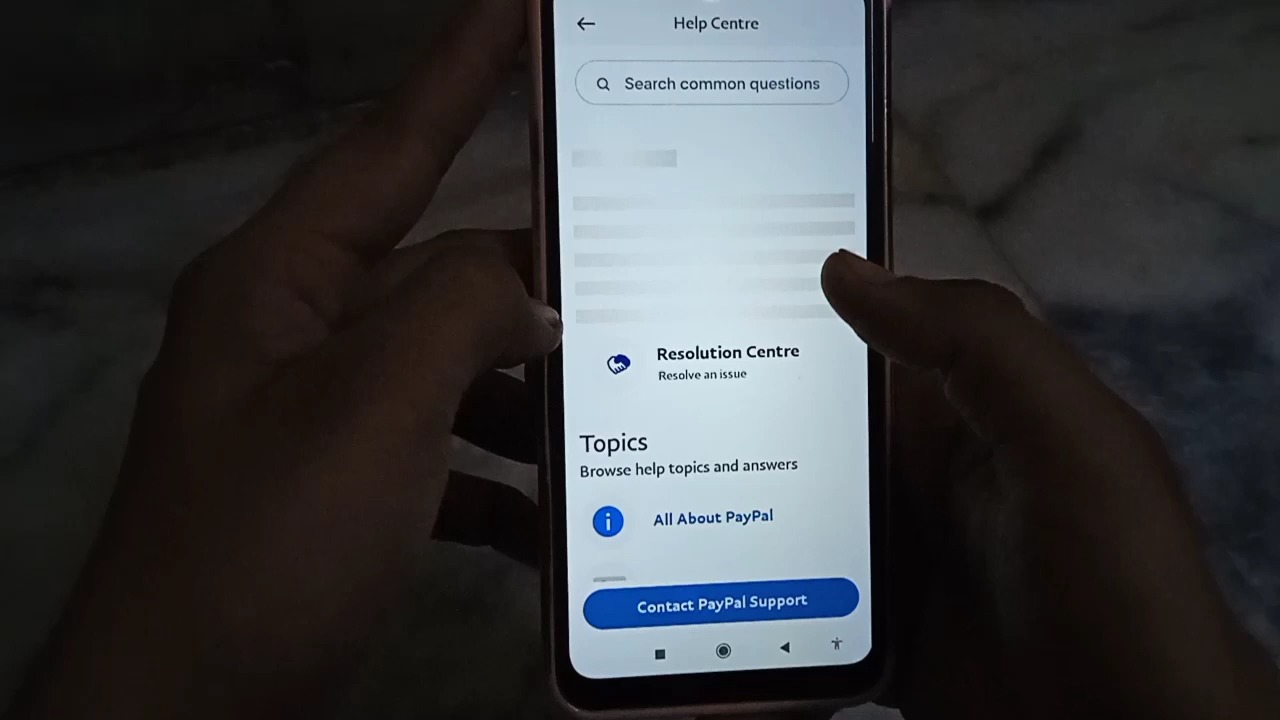 Help Centre
Search common questions
Resolution Centre
Resolve an issue
Topics
Browse help topics and answers
All About PayPal
Contact PayPal Support